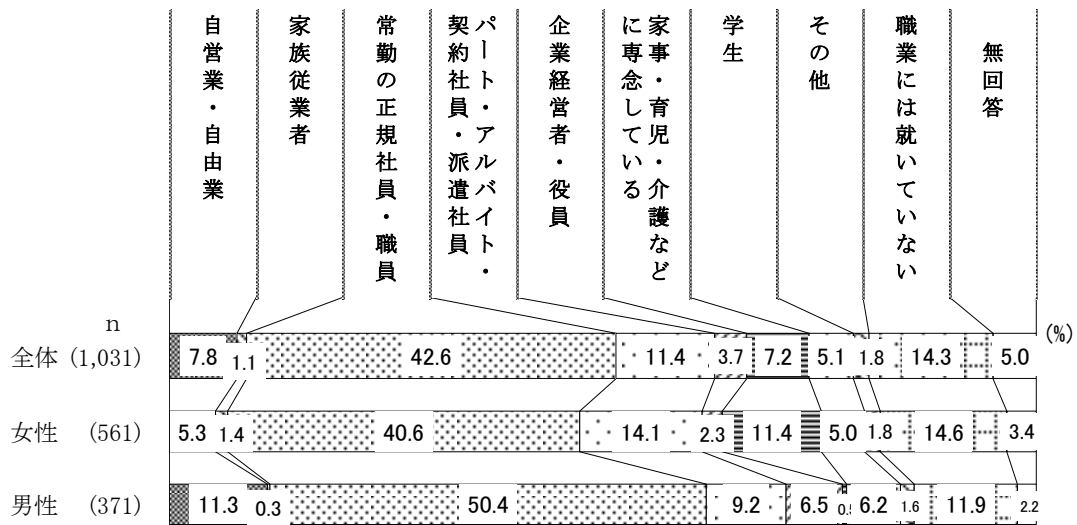 自営業・自由業
家族従業者
常勤の正規社員・職員
パート・アルバイト・
契約社員・派遣社員
企業経営者・役員
家事・育児・介護など
に専念している
学生
その他
職業には就いていない
無回答
n
(%)
全体 (1,031) 7.8 1.1 42.6 11.4 3.7 7.2 5.1 1.8 14.3 5.0
女性 (561) 5.3 1.4 40.6 14.1 2.3 11.4 5.0 1.8 14.6 3.4
男性 (371) 11.3 0.3 50.4 9.2 6.5 6.2 1.6 11.9 2.2